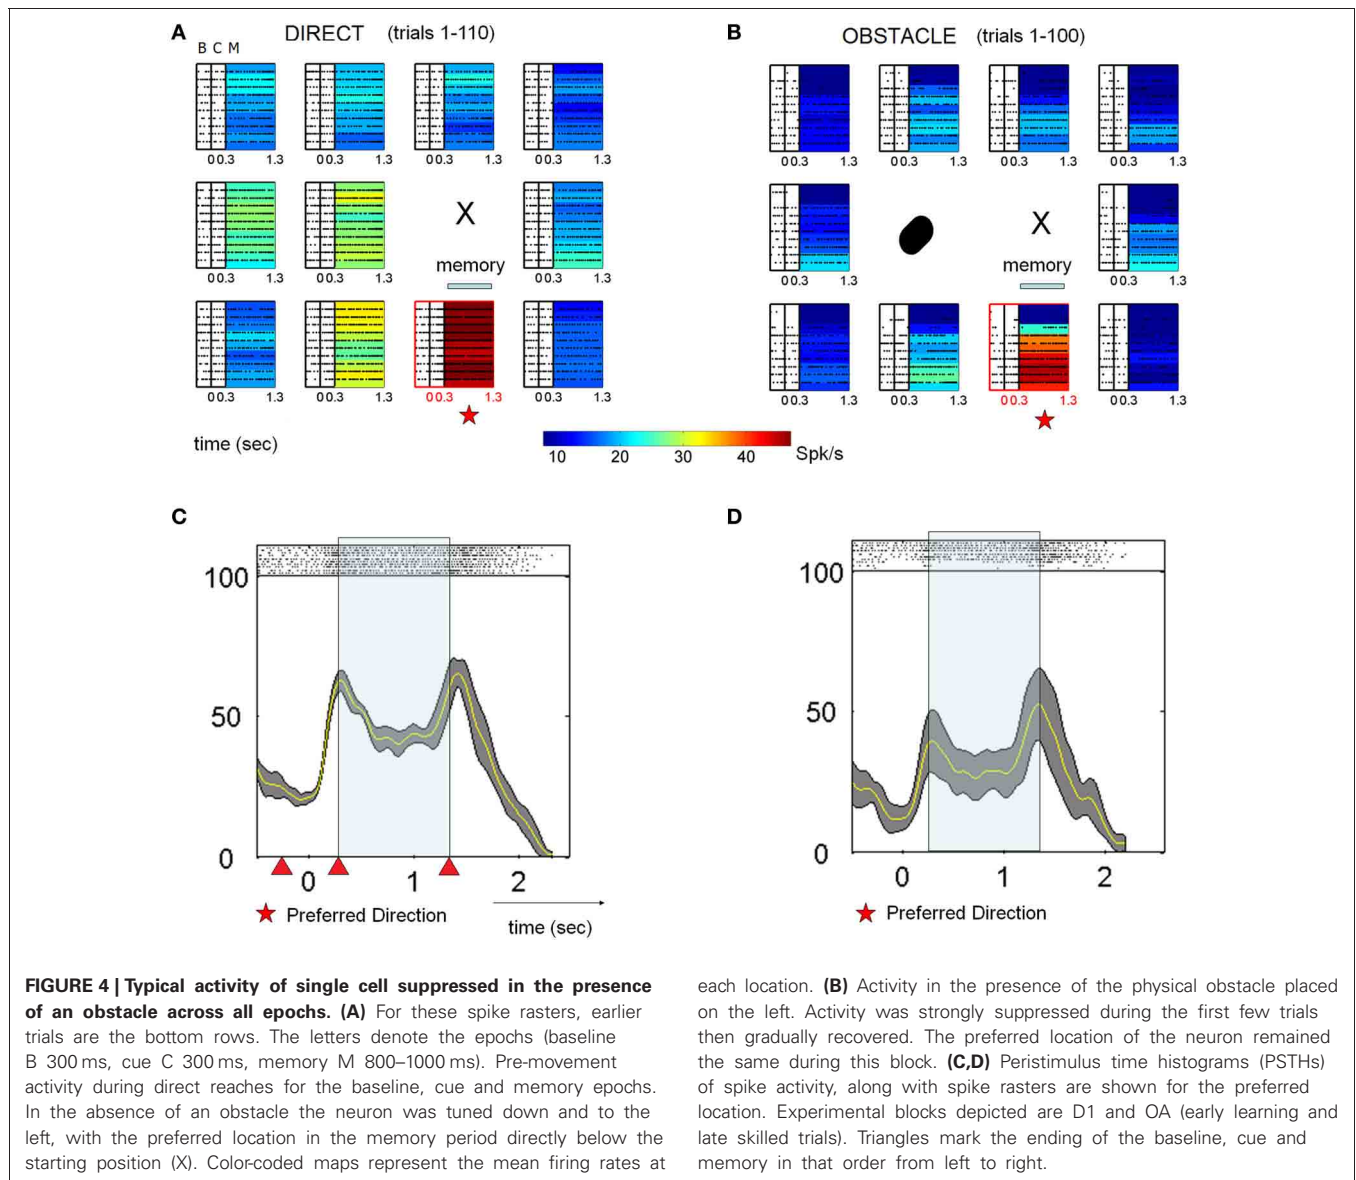 A
DIRECT (trials 1-110)
B C M
0 0.3 1.3
0 0.3 1.3
0 0.3 1.3
0 0.3 1.3
X
memory
0 0.3 1.3
0 0.3 1.3
0 0.3 1.3
0 0.3 1.3
0 0.3 1.3
0 0.3 1.3
0 0.3 1.3
time (sec)
B
OBSTACLE (trials 1-100)
0 0.3 1.3
0 0.3 1.3
0 0.3 1.3
0 0.3 1.3
X
memory
0 0.3 1.3
0 0.3 1.3
0 0.3 1.3
0 0.3 1.3
0 0.3 1.3
0 0.3 1.3
10 20 30 40 Spk/s
C
100
50
0
0 1 2
Preferred Direction
time (sec)
D
100
50
0
0 1 2
Preferred Direction
FIGURE 4 | Typical activity of single cell suppressed in the presence
of an obstacle across all epochs. (A) For these spike rasters, earlier
trials are the bottom rows. The letters denote the epochs (baseline
B 300 ms, cue C 300 ms, memory M 800–1000 ms). Pre-movement
activity during direct reaches for the baseline, cue and memory epochs.
In the absence of an obstacle the neuron was tuned down and to the
left, with the preferred location in the memory period directly below the
starting position (X). Color-coded maps represent the mean firing rates at
each location. (B) Activity in the presence of the physical obstacle placed
on the left. Activity was strongly suppressed during the first few trials
then gradually recovered. The preferred location of the neuron remained
the same during this block. (C,D) Peristimulus time histograms (PSTHs)
of spike activity, along with spike rasters are shown for the preferred
location. Experimental blocks depicted are D1 and OA (early learning and
late skilled trials). Triangles mark the ending of the baseline, cue and
memory in that order from left to right.